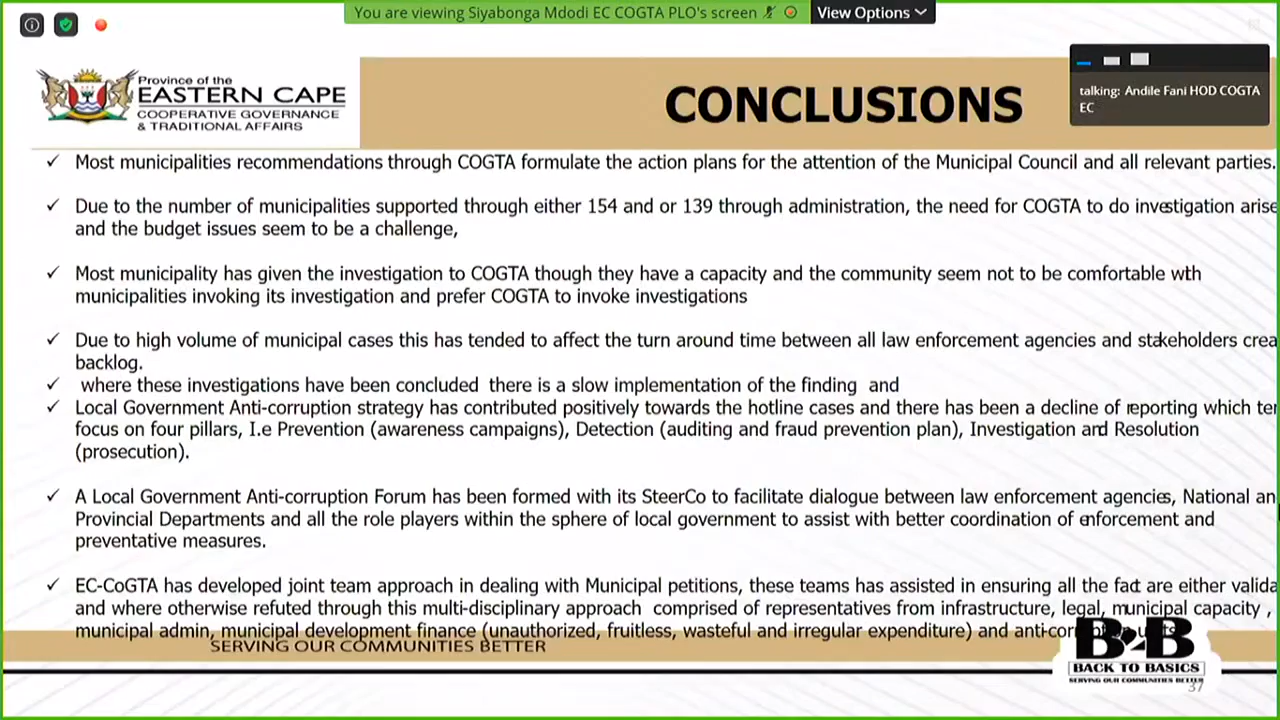 You are viewing Siyabonga Mdodi EC COGTA PLO's screen
View Options
Province of the
EASTERN CAPE
COOPERATIVE GOVERNANCE
& TRADITIONAL AFFAIRS
CONCLUSIONS
talking: Andile Fani HOD COGTA
EC
✓ Most municipalities recommendations through COGTA formulate the action plans for the attention of the Municipal Council and all relevant parties.
✓ Due to the number of municipalities supported through either 154 and or 139 through administration, the need for COGTA to do investigation arise
and the budget issues seem to be a challenge,
✓ Most municipality has given the investigation to COGTA though they have a capacity and the community seem not to be comfortable wth
municipalities invoking its investigation and prefer COGTA to invoke investigations
✓ Due to high volume of municipal cases this has tended to affect the turn around time between all law enforcement agencies and stakeholders crea
backlog.
✓ where these investigations have been concluded there is a slow implementation of the finding and
✓ Local Government Anti-corruption strategy has contributed positively towards the hotline cases and there has been a decline of reporting which ter
focus on four pillars, I.e Prevention (awareness campaigns), Detection (auditing and fraud prevention plan), Investigation and Resolution
(prosecution).
✓ A Local Government Anti-corruption Forum has been formed with its SteerCo to facilitate dialogue between law enforcement agencies, National an
Provincial Departments and all the role players within the sphere of local government to assist with better coordination of enforcement and
preventative measures.
✓ EC-CoGTA has developed joint team approach in dealing with Municipal petitions, these teams has assisted in ensuring all the fact are either valida
and where otherwise refuted through this multi-disciplinary approach comprised of representatives from infrastructure, legal, municipal capacity ,
municipal admin, municipal development finance (unauthorized, fruitless, wasteful and irregular expenditure) and
SERVING OUR COMMUNITIES BETTER
B2B
BACK TO BASICS
SERVING OUR COMMUNITIES BETTER
37